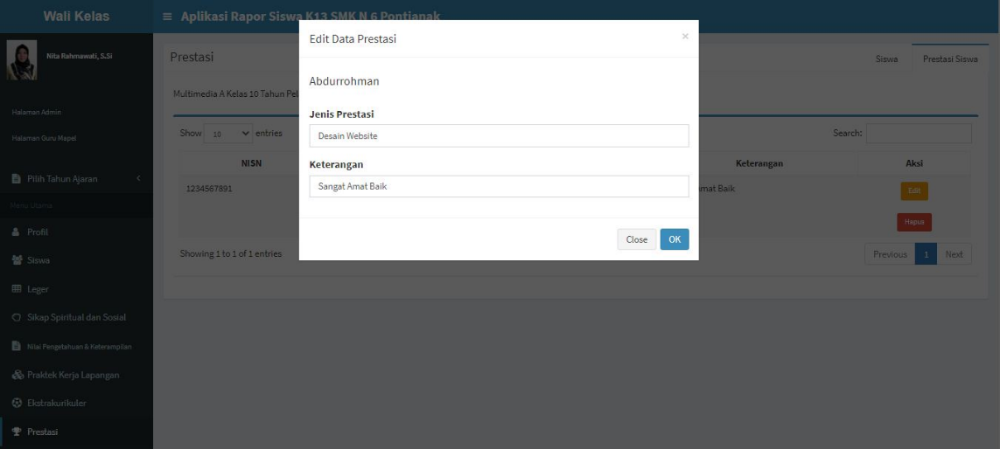 Wali Kelas
≡ Aplikasi Rapor Siswa K13 SMK N 6 Pontianak
Nita Rahmawati, S.Si
Halaman Admin
Halaman Guru Mapel
Pilih Tahun Ajaran
Menu Utama
Profil
Siswa
Leger
Sikap Spiritual dan Sosial
Nilai Pengetahuan & Keterampilan
Praktek Kerja Lapangan
Ekstrakurikuler
Prestasi
Prestasi
Siswa Prestasi Siswa
Multimedia A Kelas 10 Tahun Pel
Show 10 entries
Search:
NISN Keterangan Aksi
1234567891 mat Baik Edit
Hapus
Showing 1 to 1 of 1 entries
Previous 1 Next
Edit Data Prestasi ×
Abdurrohman
Jenis Prestasi
Desain Website
Keterangan
Sangat Amat Baik
Close OK